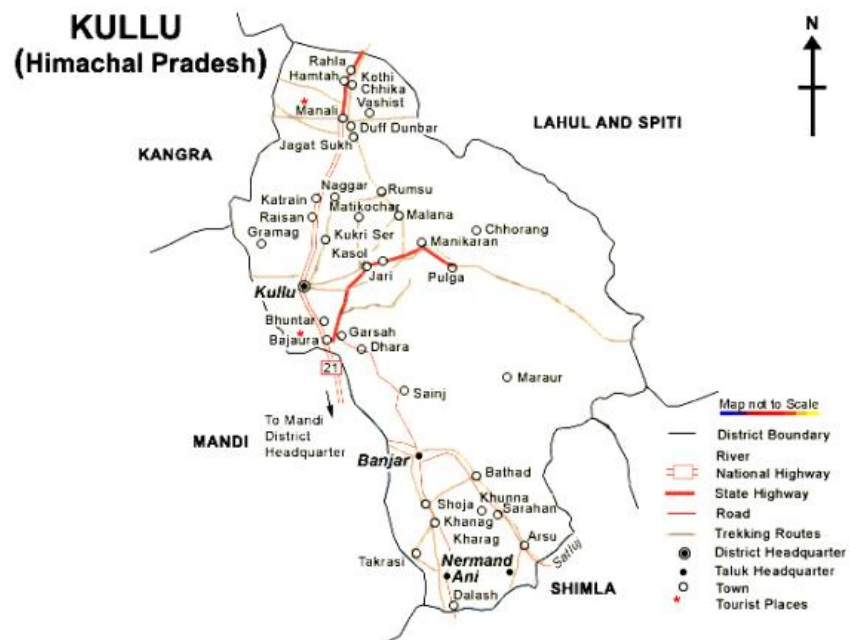 KULLU
(Himachal Pradesh)
N
Rahla
Hamtah
Kothi
Chhika
Vashist
Manali
Duff Dunbar
Jagat Sukh
LAHUL AND SPITI
KANGRA
Naggar
Rumsu
Katrain
Matikochar
Raisan
Malana
Gramag
Kukri Ser
Chhorang
Manikaran
Kasol
Jari
Pulga
Kullu
Bhuntar
Garsah
Bajaura
Dhara
21
Maraur
Sainj
To Mandi
District
Headquarter
MANDI
Banjar
Bathad
Shoja
Khunna
Sarahan
Khanag
Kharag
Arsu
Takrasi
Nermand
Ani
Satluj
SHIMLA
Dalash
Map not to Scale
District Boundary
River
National Highway
State Highway
Road
Trekking Routes
District Headquarter
Taluk Headquarter
Town
Tourist Places